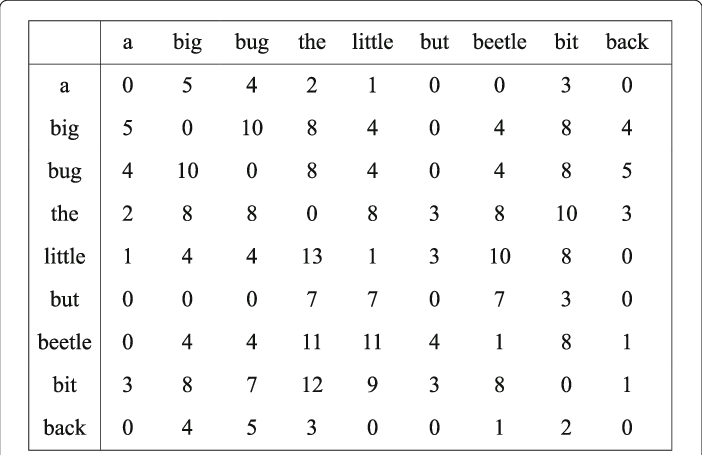 a big bug the little but beetle bit back
a 0 5 4 2 1 0 0 3 0
big 5 0 10 8 4 0 4 8 4
bug 4 10 0 8 4 0 4 8 5
the 2 8 8 0 8 3 8 10 3
little 1 4 4 13 1 3 10 8 0
but 0 0 0 7 7 0 7 3 0
beetle 0 4 4 11 11 4 1 8 1
bit 3 8 7 12 9 3 8 0 1
back 0 4 5 3 0 0 1 2 0